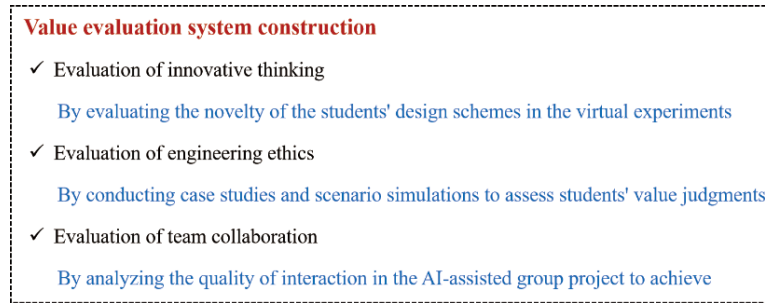 Value evaluation system construction
✓ Evaluation of innovative thinking
By evaluating the novelty of the students' design schemes in the virtual experiments
✓ Evaluation of engineering ethics
By conducting case studies and scenario simulations to assess students' value judgments
✓ Evaluation of team collaboration
By analyzing the quality of interaction in the AI-assisted group project to achieve